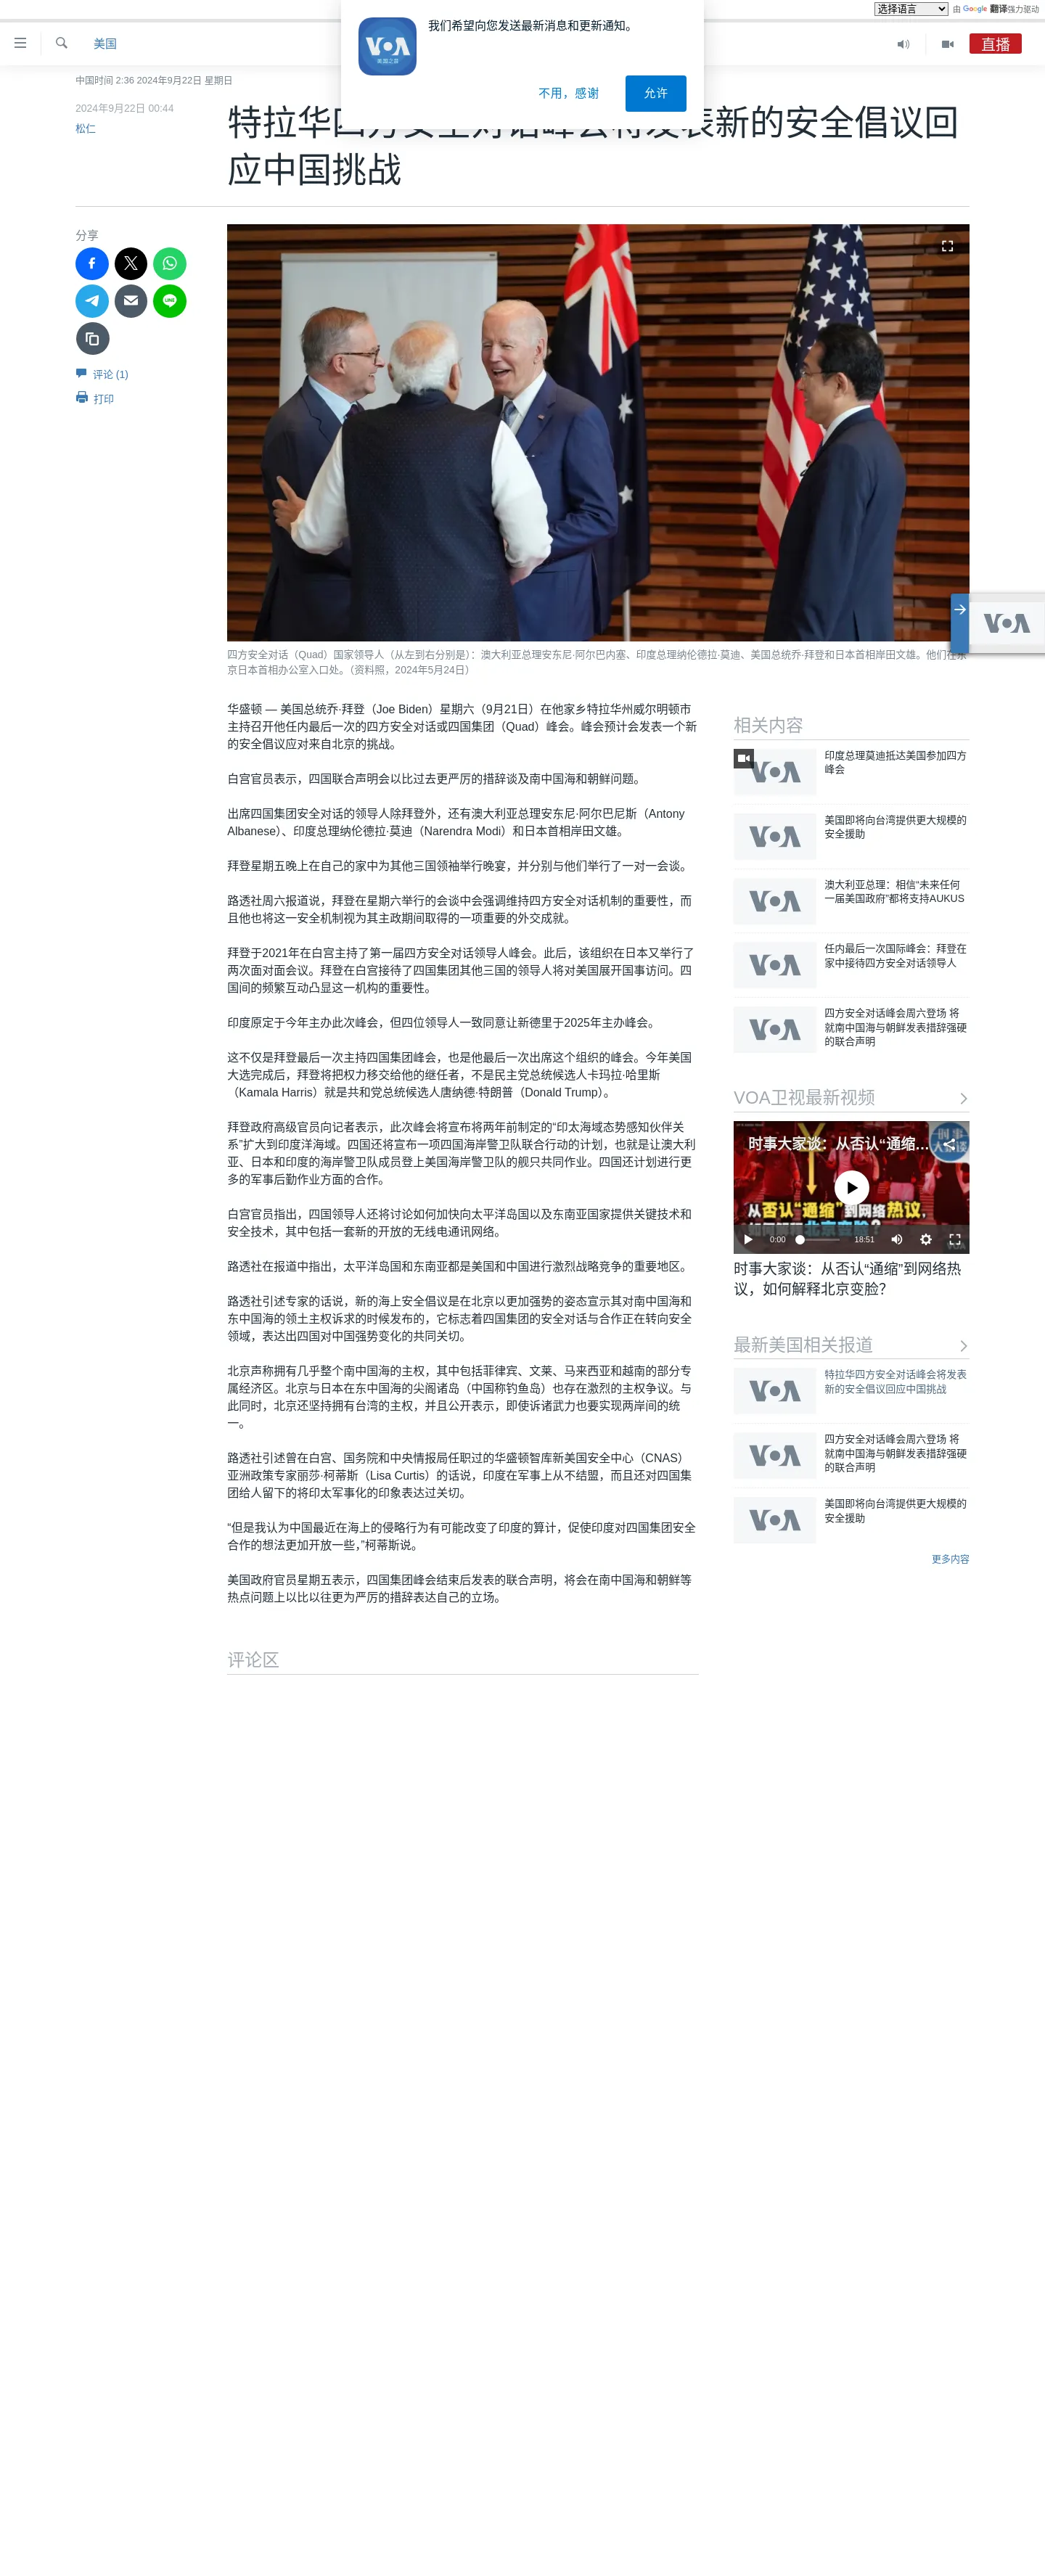 选择语言
由 Google 翻译强力驱动
美国
直播
我们希望向您发送最新消息和更新通知。
VOA
美国之音
不用，感谢
允许
中国时间 2:36 2024年9月22日 星期日
2024年9月22日 00:44
松仁
特拉华四方安全对话峰会将发表新的安全倡议回
应中国挑战
分享
评论 (1)
打印
VOA
四方安全对话（Quad）国家领导人（从左到右分别是）：澳大利亚总理安东尼·阿尔巴内塞、印度总理纳伦德拉·莫迪、美国总统乔·拜登和日本首相岸田文雄。他们在东
京日本首相办公室入口处。（资料照，2024年5月24日）
华盛顿 — 美国总统乔·拜登（Joe Biden）星期六（9月21日）在他家乡特拉华州威尔明顿市
主持召开他任内最后一次的四方安全对话或四国集团（Quad）峰会。峰会预计会发表一个新
的安全倡议应对来自北京的挑战。
白宫官员表示，四国联合声明会以比过去更严厉的措辞谈及南中国海和朝鲜问题。
出席四国集团安全对话的领导人除拜登外，还有澳大利亚总理安东尼·阿尔巴尼斯（Antony
Albanese）、印度总理纳伦德拉·莫迪（Narendra Modi）和日本首相岸田文雄。
拜登星期五晚上在自己的家中为其他三国领袖举行晚宴，并分别与他们举行了一对一会谈。
路透社周六报道说，拜登在星期六举行的会谈中会强调维持四方安全对话机制的重要性，而
且他也将这一安全机制视为其主政期间取得的一项重要的外交成就。
拜登于2021年在白宫主持了第一届四方安全对话领导人峰会。此后，该组织在日本又举行了
两次面对面会议。拜登在白宫接待了四国集团其他三国的领导人将对美国展开国事访问。四
国间的频繁互动凸显这一机构的重要性。
印度原定于今年主办此次峰会，但四位领导人一致同意让新德里于2025年主办峰会。
这不仅是拜登最后一次主持四国集团峰会，也是他最后一次出席这个组织的峰会。今年美国
大选完成后，拜登将把权力移交给他的继任者，不是民主党总统候选人卡玛拉·哈里斯
（Kamala Harris）就是共和党总统候选人唐纳德·特朗普（Donald Trump）。
拜登政府高级官员向记者表示，此次峰会将宣布将两年前制定的“印太海域态势感知伙伴关
系”扩大到印度洋海域。四国还将宣布一项四国海岸警卫队联合行动的计划，也就是让澳大利
亚、日本和印度的海岸警卫队成员登上美国海岸警卫队的舰只共同作业。四国还计划进行更
多的军事后勤作业方面的合作。
白宫官员指出，四国领导人还将讨论如何加快向太平洋岛国以及东南亚国家提供关键技术和
安全技术，其中包括一套新的开放的无线电通讯网络。
路透社在报道中指出，太平洋岛国和东南亚都是美国和中国进行激烈战略竞争的重要地区。
路透社引述专家的话说，新的海上安全倡议是在北京以更加强势的姿态宣示其对南中国海和
东中国海的领土主权诉求的时候发布的，它标志着四国集团的安全对话与合作正在转向安全
领域，表达出四国对中国强势变化的共同关切。
北京声称拥有几乎整个南中国海的主权，其中包括菲律宾、文莱、马来西亚和越南的部分专
属经济区。北京与日本在东中国海的尖阁诸岛（中国称钓鱼岛）也存在激烈的主权争议。与
此同时，北京还坚持拥有台湾的主权，并且公开表示，即使诉诸武力也要实现两岸间的统
一。
路透社引述曾在白宫、国务院和中央情报局任职过的华盛顿智库新美国安全中心（CNAS）
亚洲政策专家丽莎·柯蒂斯（Lisa Curtis）的话说，印度在军事上从不结盟，而且还对四国集
团给人留下的将印太军事化的印象表达过关切。
“但是我认为中国最近在海上的侵略行为有可能改变了印度的算计，促使印度对四国集团安全
合作的想法更加开放一些，”柯蒂斯说。
美国政府官员星期五表示，四国集团峰会结束后发表的联合声明，将会在南中国海和朝鲜等
热点问题上以比以往更为严厉的措辞表达自己的立场。
评论区
相关内容
VOA
印度总理莫迪抵达美国参加四方
峰会
VOA
美国即将向台湾提供更大规模的
安全援助
VOA
澳大利亚总理：相信“未来任何
一届美国政府”都将支持AUKUS
VOA
任内最后一次国际峰会：拜登在
家中接待四方安全对话领导人
VOA
四方安全对话峰会周六登场 将
就南中国海与朝鲜发表措辞强硬
的联合声明
VOA卫视最新视频
时事大家谈：从否认“通缩...
从否认“通缩”到网络热议，
如何解释北京变脸？
0:00
18:51
时事大家谈：从否认“通缩”到网络热
议，如何解释北京变脸？
最新美国相关报道
VOA
特拉华四方安全对话峰会将发表
新的安全倡议回应中国挑战
VOA
四方安全对话峰会周六登场 将
就南中国海与朝鲜发表措辞强硬
的联合声明
VOA
美国即将向台湾提供更大规模的
安全援助
更多内容